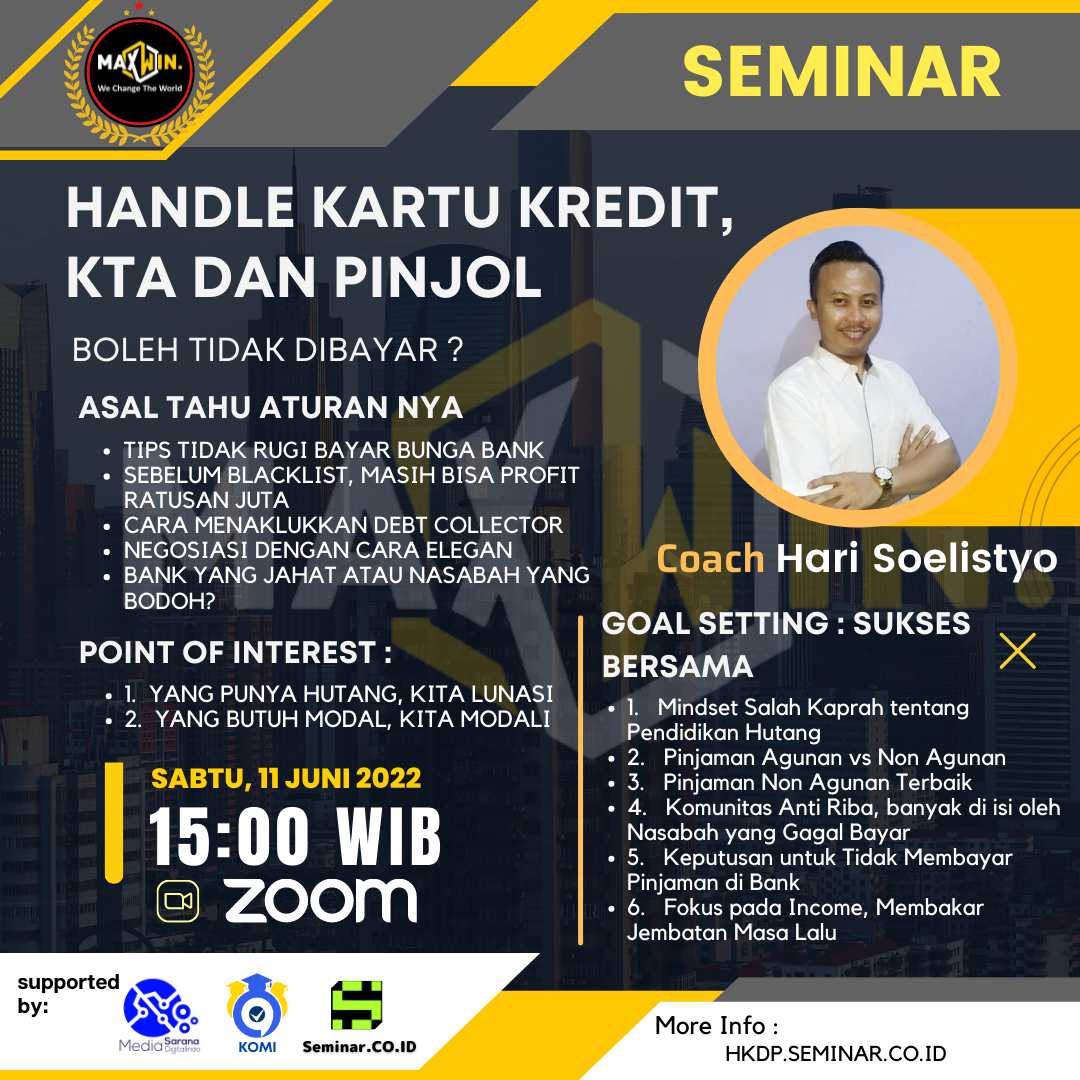 MAXWIN.
We Change The World
SEMINAR
HANDLE KARTU KREDIT,
KTA DAN PINJOL
BOLEH TIDAK DIBAYAR ?
ASAL TAHU ATURAN NYA
• TIPS TIDAK RUGI BAYAR BUNGA BANK
• SEBELUM BLACKLIST, MASIH BISA PROFIT
RATUSAN JUTA
• CARA MENAKLUKKAN DEBT COLLECTOR
• NEGOSIASI DENGAN CARA ELEGAN
• BANK YANG JAHAT ATAU NASABAH YANG
BODOH?
POINT OF INTEREST :
• 1. YANG PUNYA HUTANG, KITA LUNASI
• 2. YANG BUTUH MODAL, KITA MODALI
SABTU, 11 JUNI 2022
15:00 WIB
zoom
Coach Hari Soelistyo
GOAL SETTING : SUKSES
BERSAMA
• 1. Mindset Salah Kaprah tentang
Pendidikan Hutang
• 2. Pinjaman Agunan vs Non Agunan
• 3. Pinjaman Non Agunan Terbaik
• 4. Komunitas Anti Riba, banyak di isi oleh
Nasabah yang Gagal Bayar
• 5. Keputusan untuk Tidak Membayar
Pinjaman di Bank
• 6. Fokus pada Income, Membakar
Jembatan Masa Lalu
MAXWIN.
supported
by:
Media Sarana
Digitalindo
KOMI
Seminar.CO.ID
More Info :
HKDP.SEMINAR.CO.ID